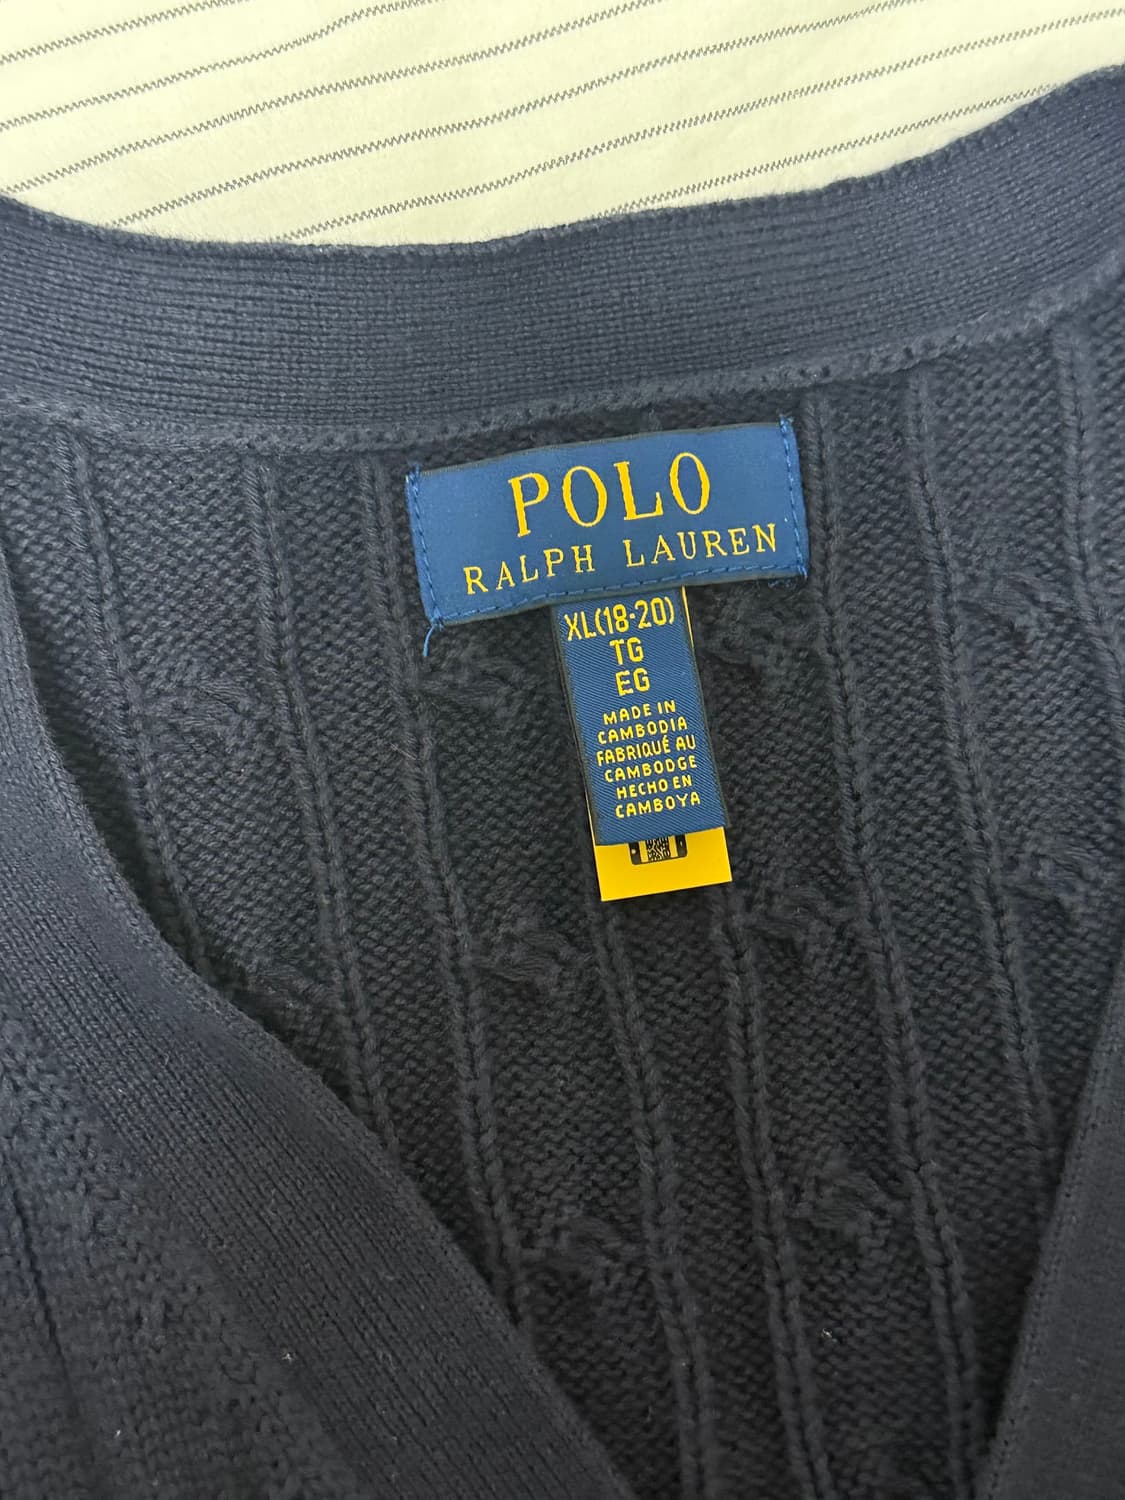 POLO
RALPH LAUREN
XL(18-20)
TG
EG
MADE IN
CAMBODIA
FABRIQUÉ AU
CAMBODGE
HECHO EN
CAMBOYA